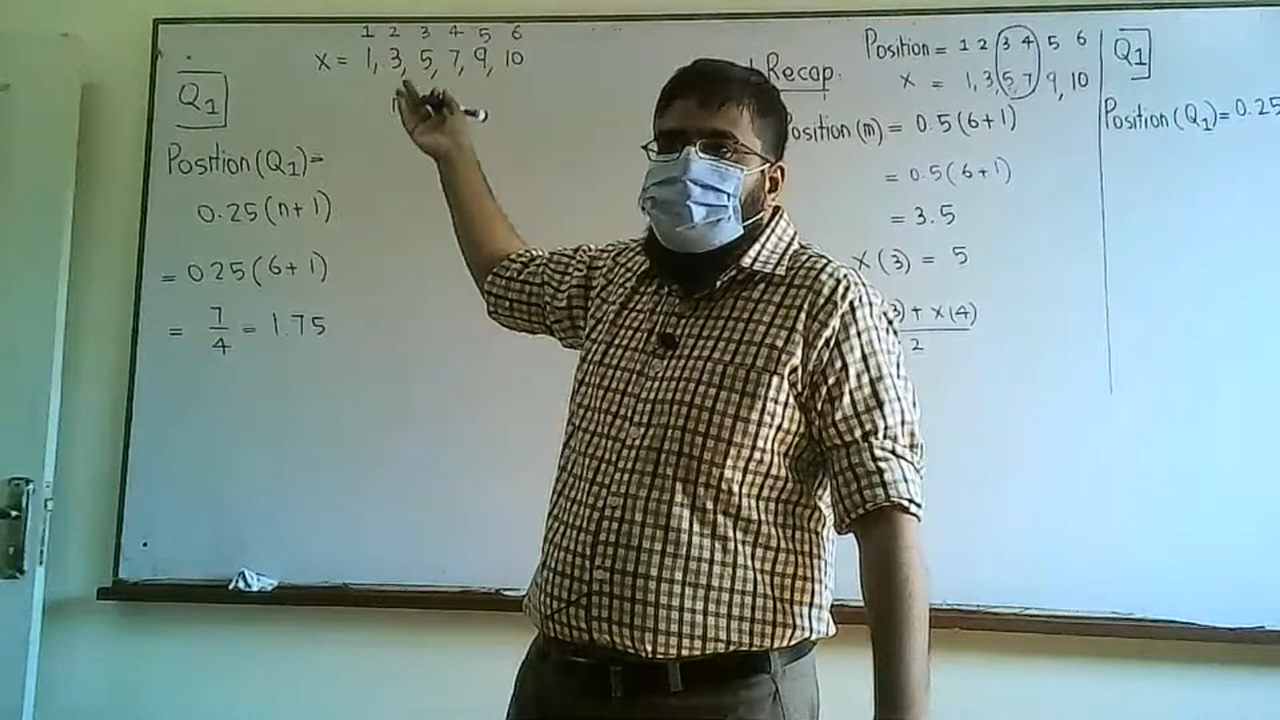 1 2 3 4 5 6
x = 1, 3, 5, 7, 9, 10
Q1
Position(Q1)=
0.25(n+1)
= 0.25(6+1)
= 7/4 = 1.75
Recap.
Position = 1 2 3 4 5 6
x = 1, 3, 5, 7, 9, 10
osition(m) = 0.5(6+1)
= 0.5(6+1)
= 3.5
x(3) = 5
3) + x(4)
2
Q1
Position(Q1)= 0.25